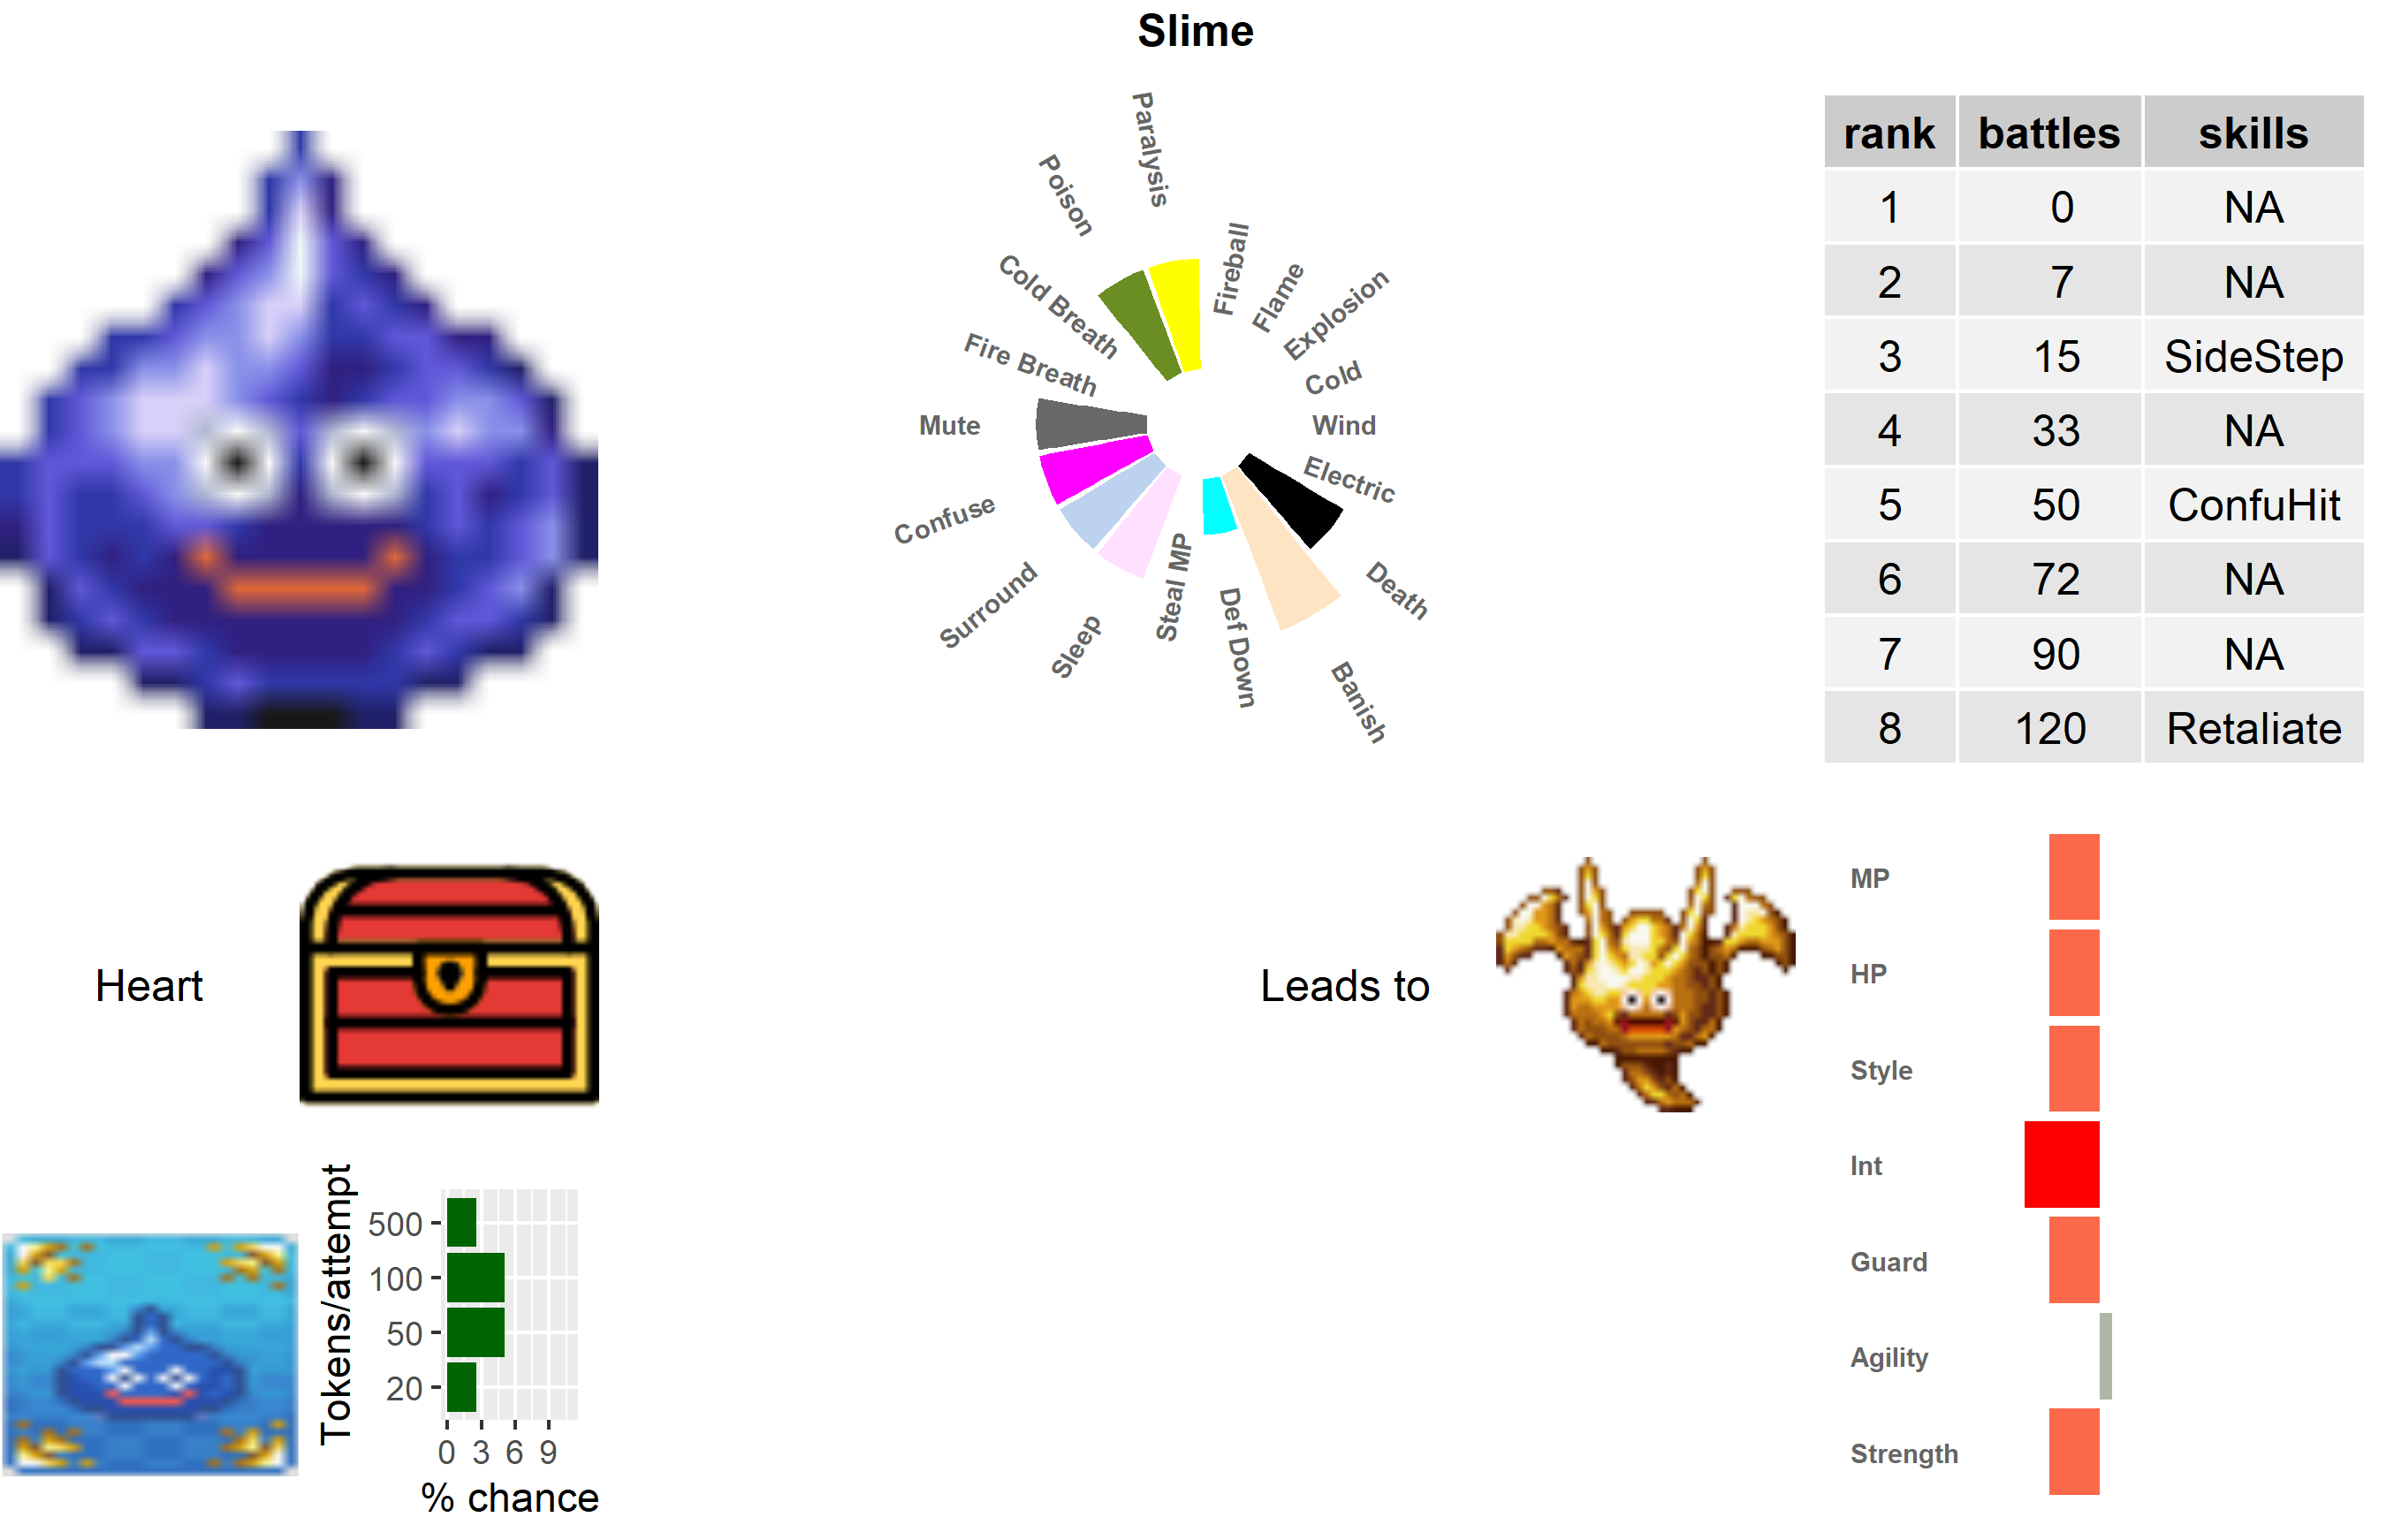 Slime
Paralysis
Poison
Cold Breath
Fire Breath
Mute
Confuse
Surround
Sleep
Steal MP
Def Down
Banish
Death
Electric
Wind
Cold
Explosion
Flame
Fireball
rank battles skills
1 0 NA
2 7 NA
3 15 SideStep
4 33 NA
5 50 ConfuHit
6 72 NA
7 90 NA
8 120 Retaliate
Heart
Leads to
MP
HP
Style
Int
Guard
Agility
Strength
Tokens/attempt
500
100
50
20
0 3 6 9
% chance